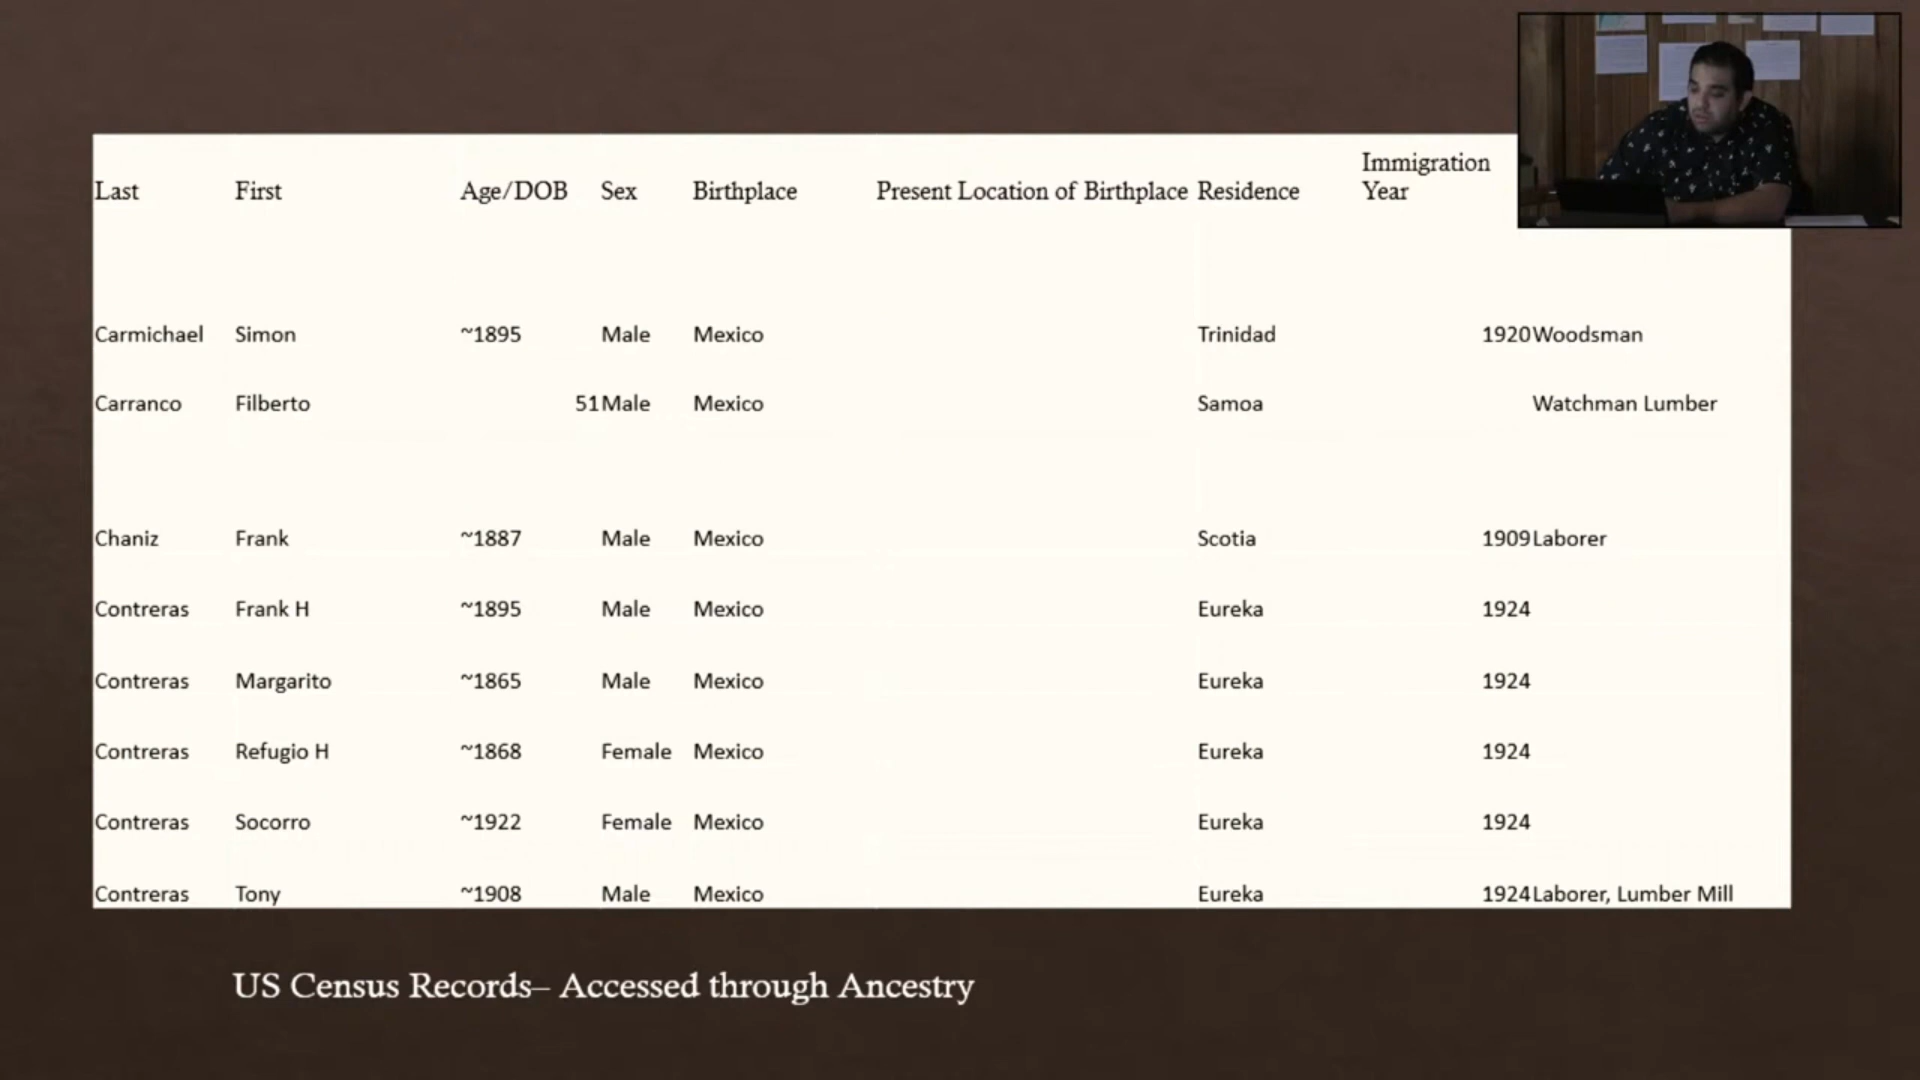 Last First Age/DOB Sex Birthplace Present Location of Birthplace Residence Immigration Year
Carmichael Simon ~1895 Male Mexico Trinidad 1920 Woodsman
Carranco Filberto 51 Male Mexico Samoa Watchman Lumber
Chaniz Frank ~1887 Male Mexico Scotia 1909 Laborer
Contreras Frank H ~1895 Male Mexico Eureka 1924
Contreras Margarito ~1865 Male Mexico Eureka 1924
Contreras Refugio H ~1868 Female Mexico Eureka 1924
Contreras Socorro ~1922 Female Mexico Eureka 1924
Contreras Tony ~1908 Male Mexico Eureka 1924 Laborer, Lumber Mill
US Census Records– Accessed through Ancestry